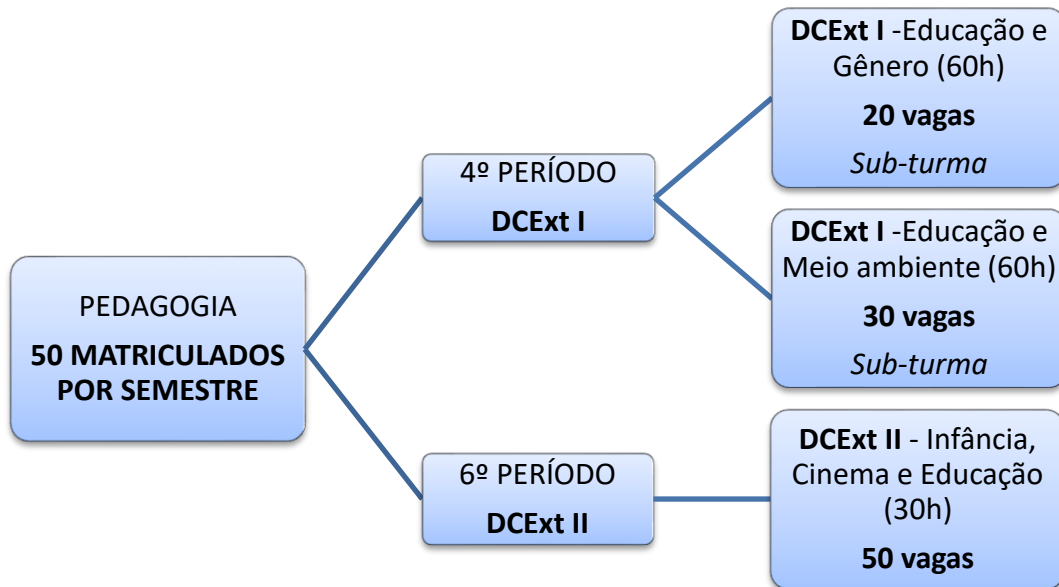 PEDAGOGIA
50 MATRICULADOS
POR SEMESTRE
4º PERÍODO
DCExt I
6º PERÍODO
DCExt II
DCExt I -Educação e
Gênero (60h)
20 vagas
Sub-turma
DCExt I -Educação e
Meio ambiente (60h)
30 vagas
Sub-turma
DCExt II - Infância,
Cinema e Educação
(30h)
50 vagas